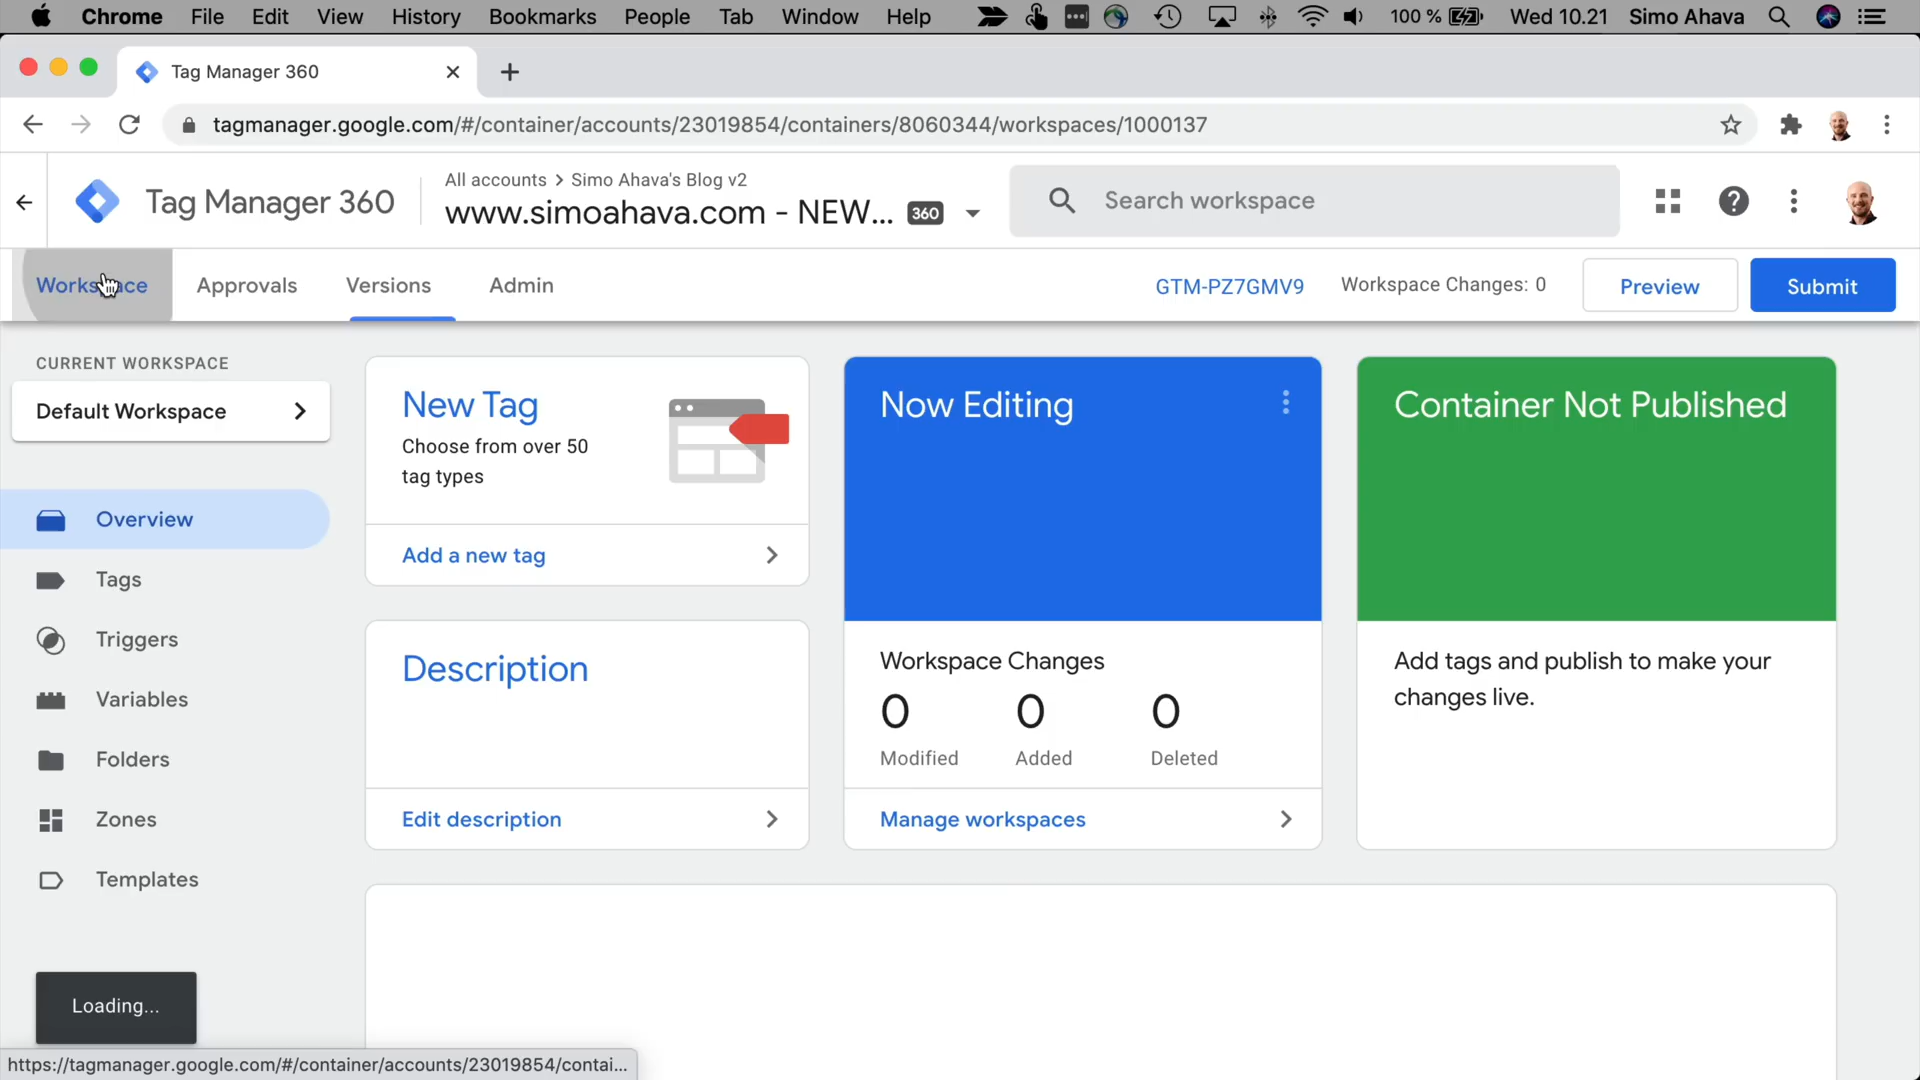 Chrome File Edit View History Bookmarks People Tab Window Help 100 % Wed 10.21 Simo Ahava
Tag Manager 360
tagmanager.google.com/#/container/accounts/23019854/containers/8060344/workspaces/1000137
Tag Manager 360
All accounts > Simo Ahava's Blog v2
www.simoahava.com - NEW... 360
Search workspace
Workspace Approvals Versions Admin GTM-PZ7GMV9 Workspace Changes: 0 Preview Submit
CURRENT WORKSPACE
Default Workspace
Overview
Tags
Triggers
Variables
Folders
Zones
Templates
New Tag
Choose from over 50
tag types
Add a new tag
Description
Edit description
Now Editing
Workspace Changes
0 0 0
Modified Added Deleted
Manage workspaces
Container Not Published
Add tags and publish to make your
changes live.
Loading...
https://tagmanager.google.com/#/container/accounts/23019854/contai...